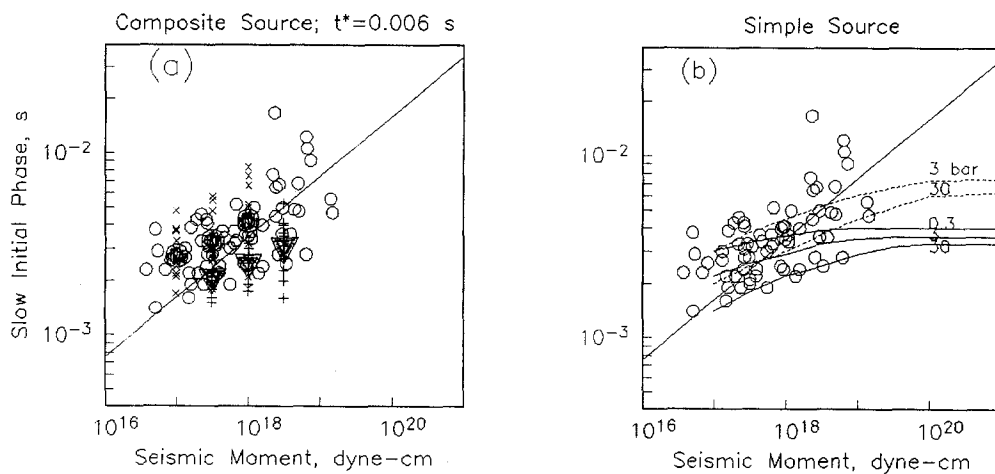 Composite Source; t*=0.006 s
Simple Source
(a)
(b)
Slow Initial Phase, s
10^-2
10^-3
10^16
10^18
10^20
Seismic Moment, dyne-cm
10^-2
10^-3
3 bar
30
0.3
30
10^16
10^18
10^20
Seismic Moment, dyne-cm